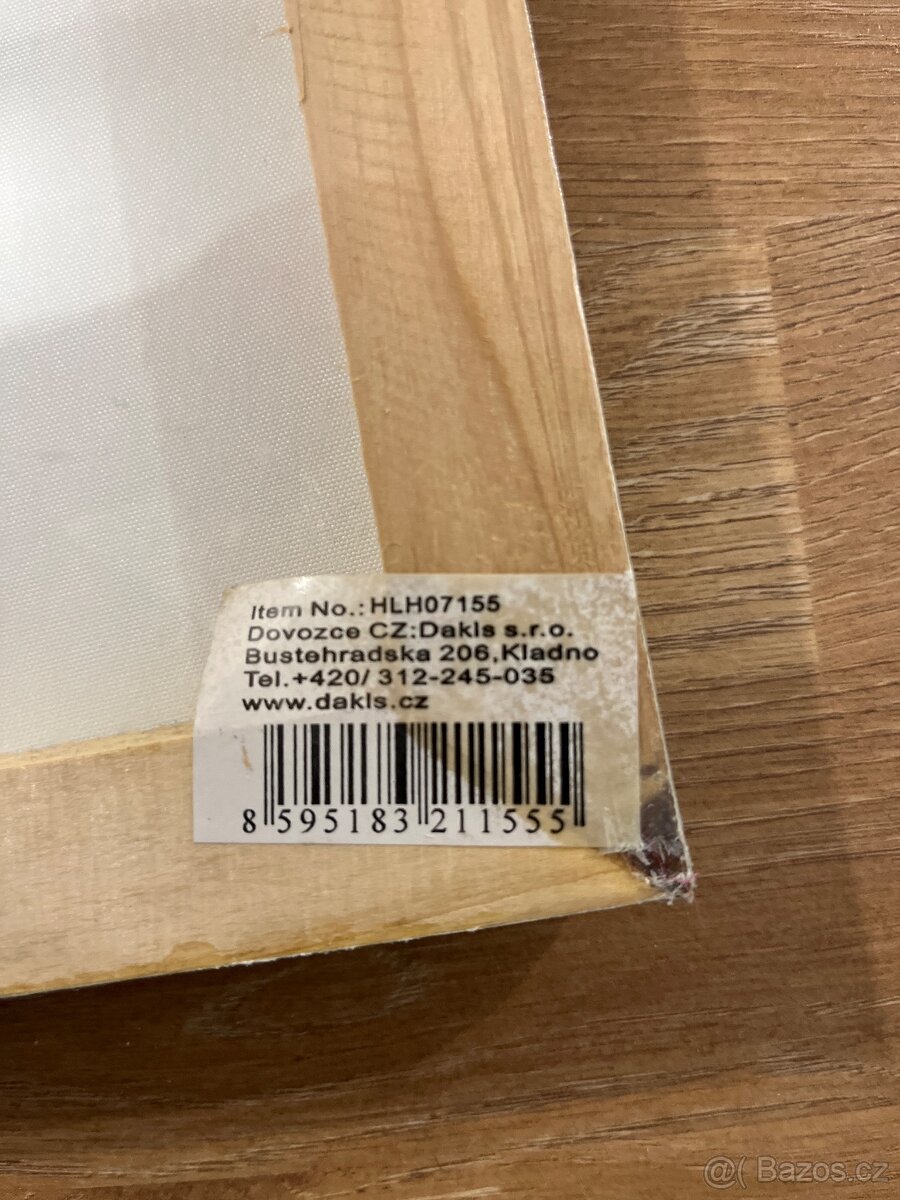 Item No.:HLH07155
Dovozce CZ:Dakls s.r.o.
Bustehradska 206,Kladno
Tel.+420/ 312-245-035
www.dakls.cz
8 595183 211555
@( Bazos.cz